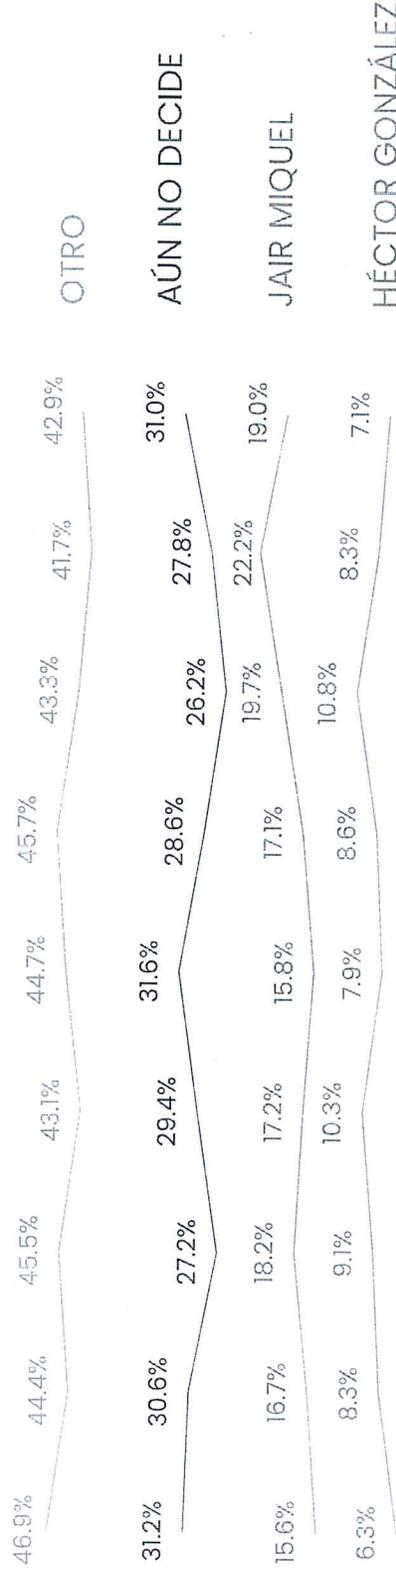 46.9% 44.4% 45.5% 43.1% 44.7% 45.7% 43.3% 41.7% 42.9% OTRO
31.2% 30.6% 27.2% 29.4% 31.6% 28.6% 26.2% 27.8% 31.0% AÚN NO DECIDE
15.6% 16.7% 18.2% 17.2% 15.8% 17.1% 19.7% 22.2% 19.0% JAIR MIQUEL
6.3% 8.3% 9.1% 10.3% 7.9% 8.6% 10.8% 8.3% 7.1% HÉCTOR GONZÁLEZ